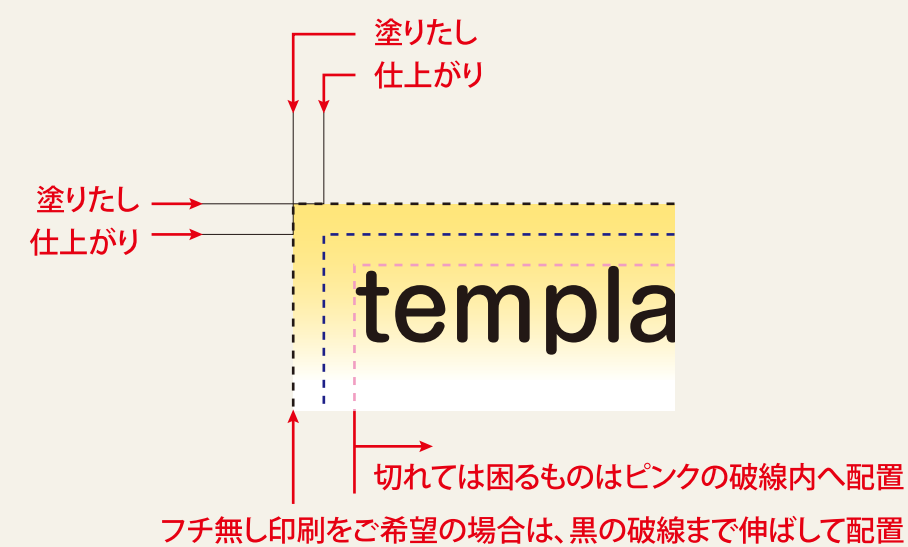 塗りたし
仕上がり
塗りたし
仕上がり
templa
切れては困るものはピンクの破線内へ配置
フチ無し印刷をご希望の場合は、黒の破線まで伸ばして配置